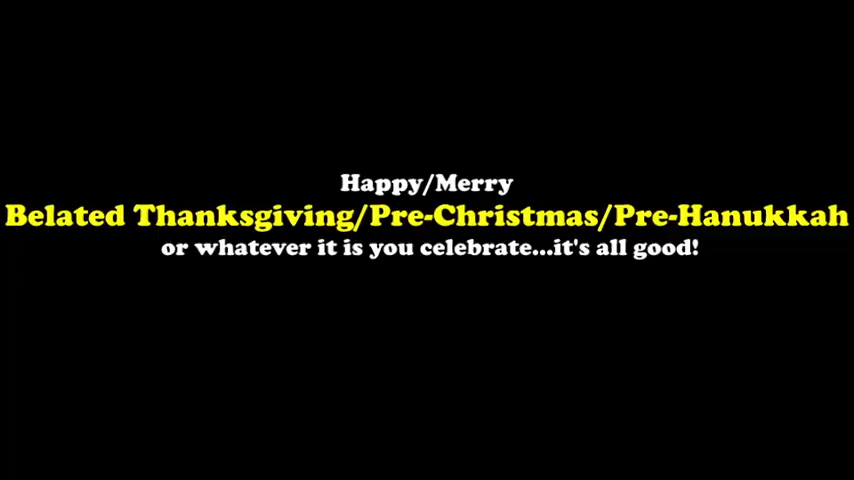 Happy/Merry
Belated Thanksgiving/Pre-Christmas/Pre-Hanukkah
or whatever it is you celebrate...it's all good!